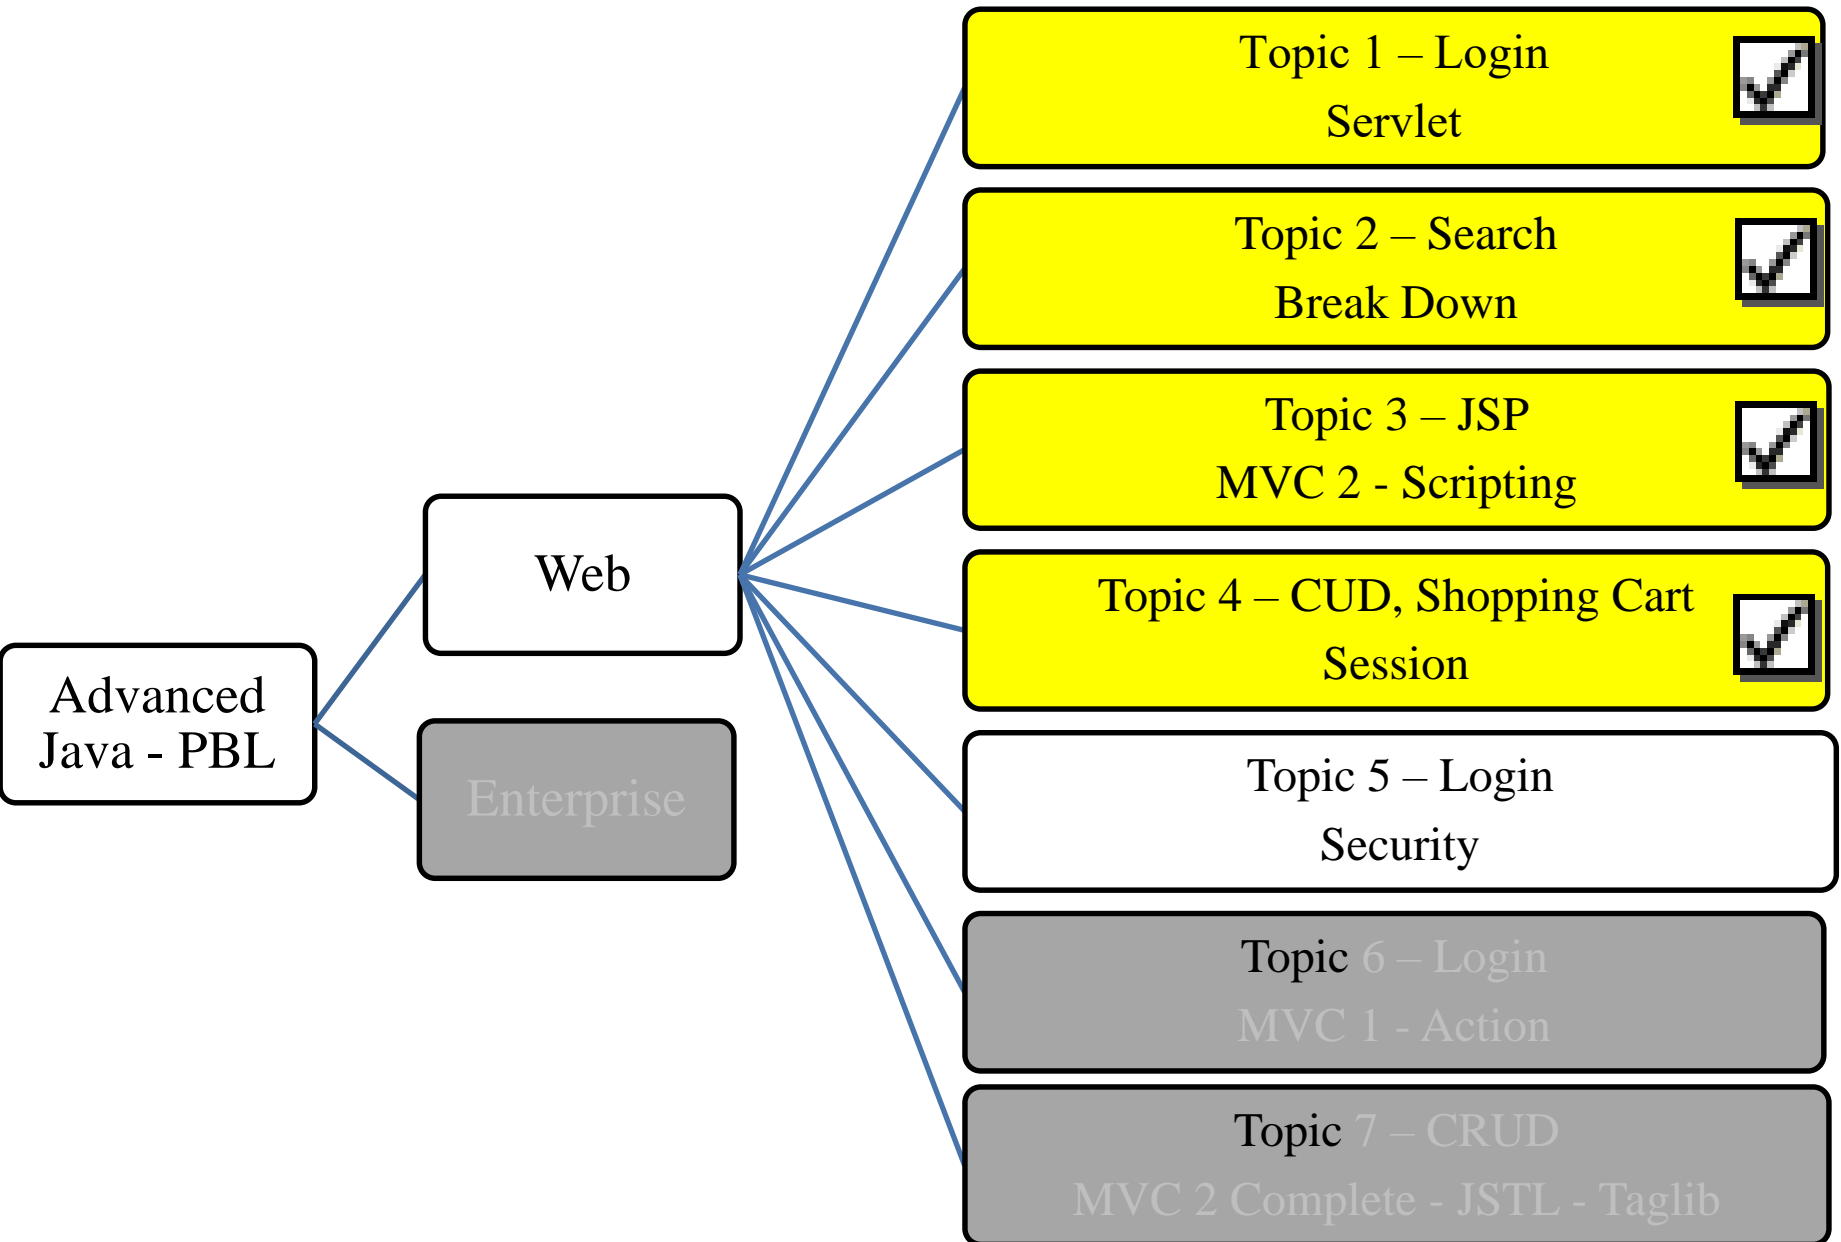 Advanced
Java - PBL
Web
Enterprise
Topic 1 – Login
Servlet
Topic 2 – Search
Break Down
Topic 3 – JSP
MVC 2 - Scripting
Topic 4 – CUD, Shopping Cart
Session
Topic 5 – Login
Security
Topic 6 – Login
MVC 1 - Action
Topic 7 – CRUD
MVC 2 Complete - JSTL - Taglib